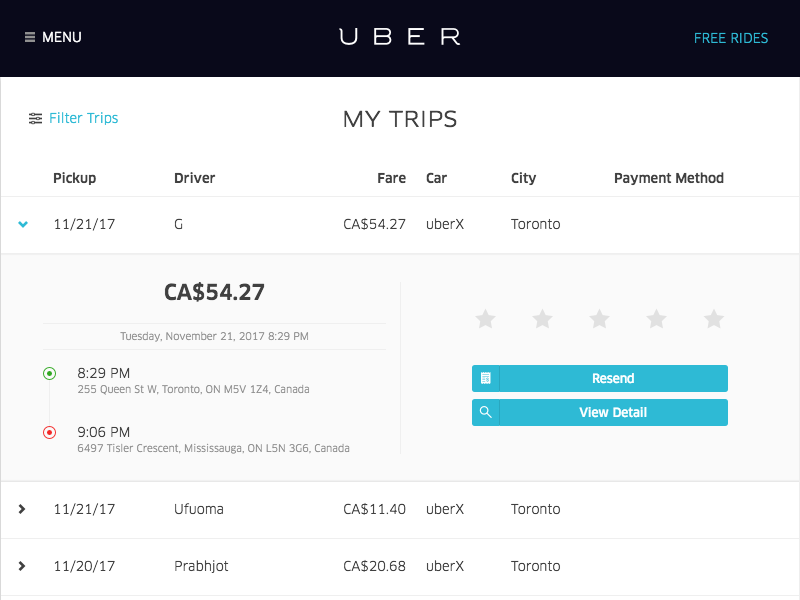 MENU
UBER
FREE RIDES
Filter Trips
MY TRIPS
Pickup Driver Fare Car City Payment Method
11/21/17 G CA$54.27 uberX Toronto
CA$54.27
Tuesday, November 21, 2017 8:29 PM
8:29 PM
255 Queen St W, Toronto, ON M5V 1Z4, Canada
9:06 PM
6497 Tisler Crescent, Mississauga, ON L5N 3G6, Canada
Resend
View Detail
11/21/17 Ufuoma CA$11.40 uberX Toronto
11/20/17 Prabhjot CA$20.68 uberX Toronto